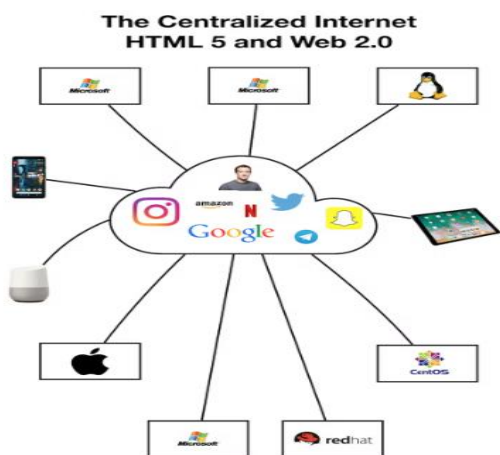 The Centralized Internet
HTML 5 and Web 2.0
Microsoft
Microsoft
amazon
N
Google
CentOS
Microsoft
redhat